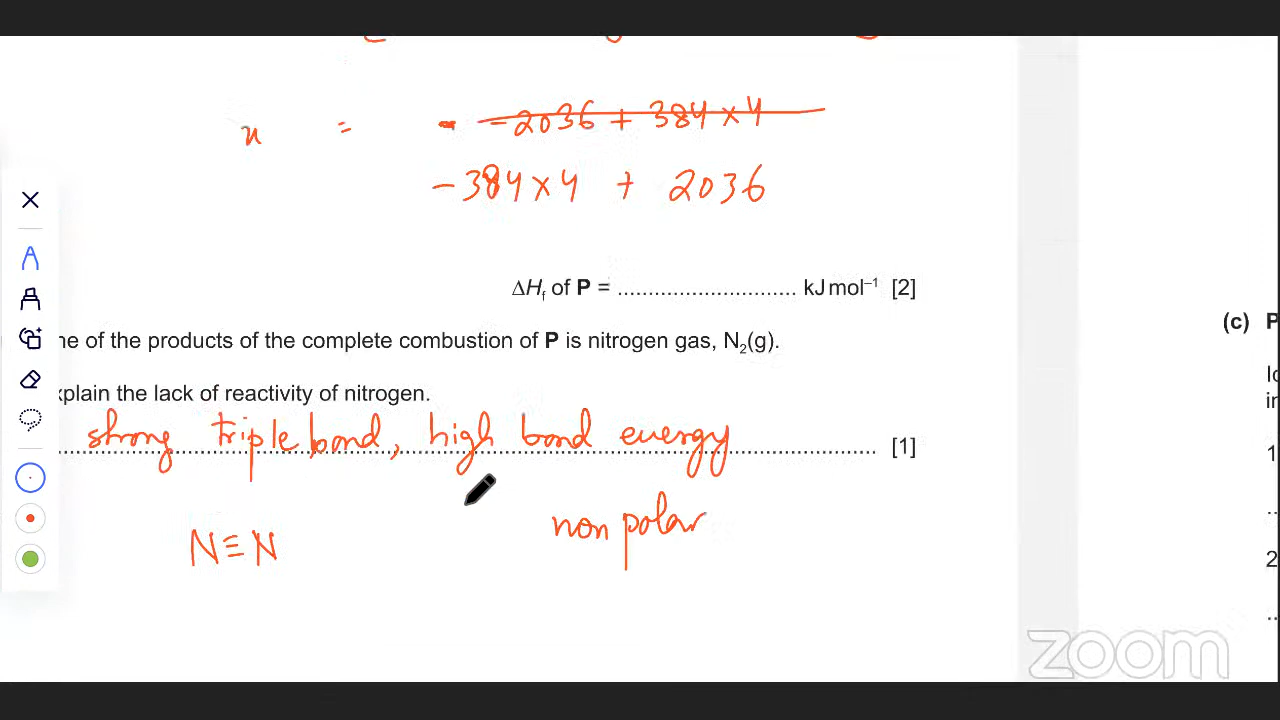 x = - -2036 + 384 × 4
-384 × 4 + 2036
ΔHf of P = ............................. kJ mol⁻¹ [2]
of the products of the complete combustion of P is nitrogen gas, N₂(g).
the lack of reactivity of nitrogen.
strong triple bond, high bond energy [1]
non polar
N≡N
(c)
1
2
zoom